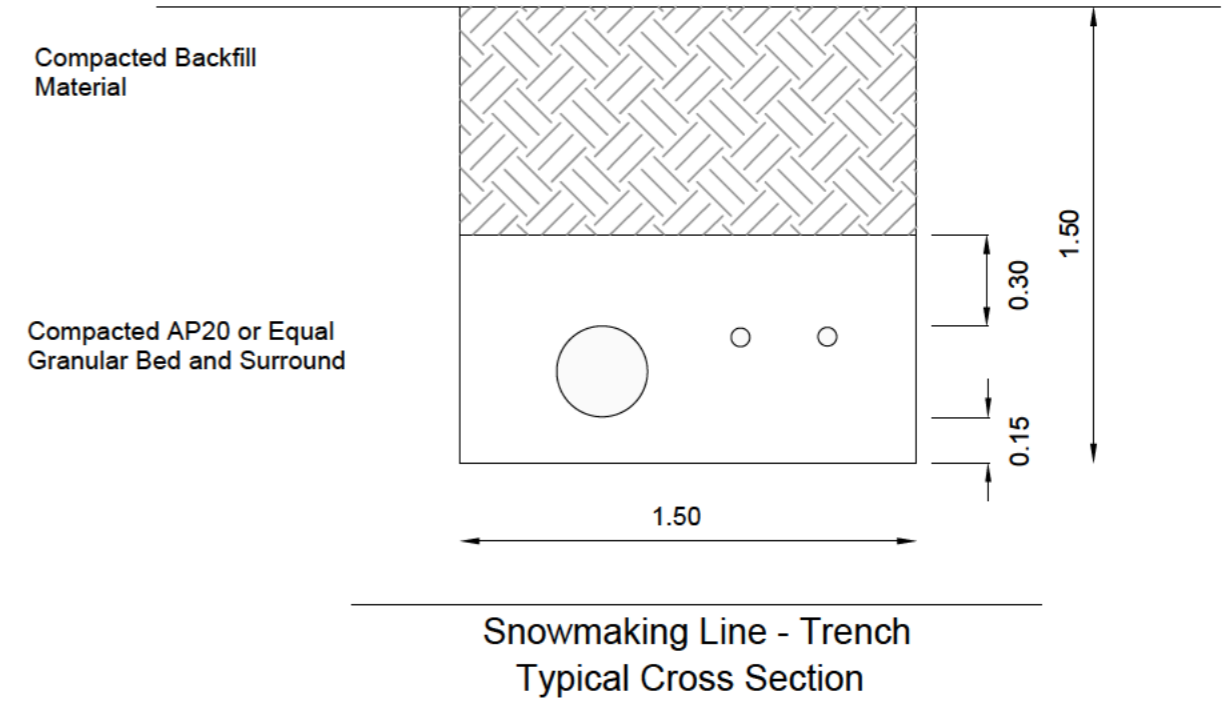 Compacted Backfill
Material
1.50
0.30
Compacted AP20 or Equal
Granular Bed and Surround
0.15
1.50
Snowmaking Line - Trench
Typical Cross Section